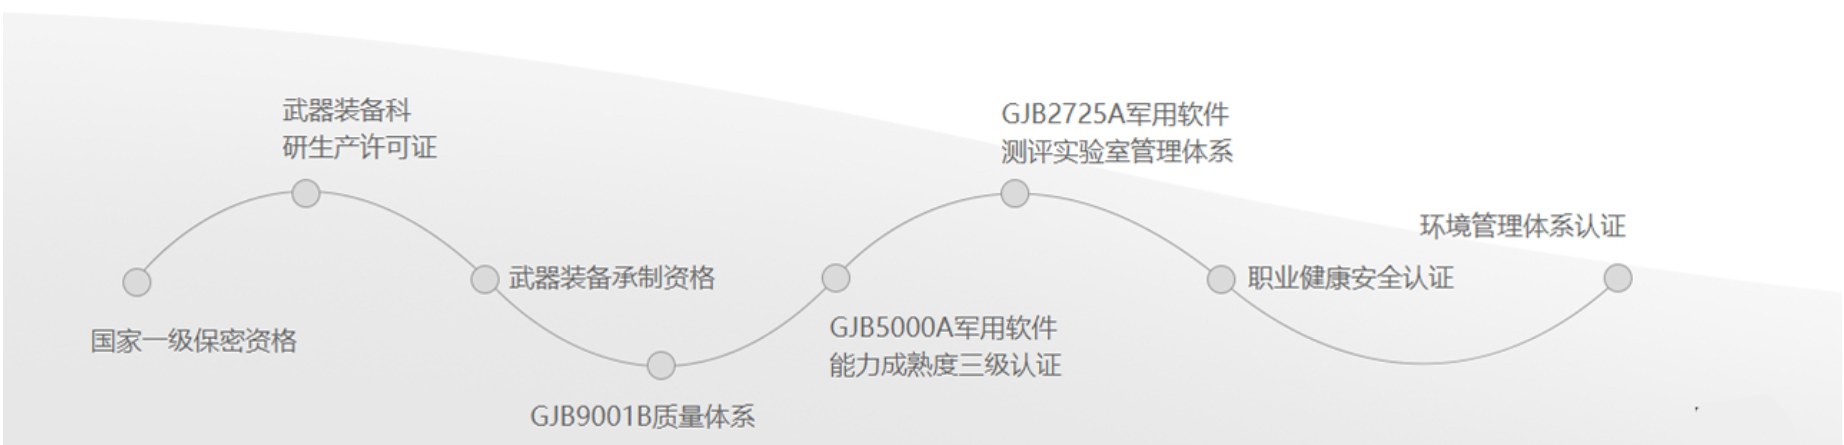 国家一级保密资格
武器装备科
研生产许可证
武器装备承制资格
GJB9001B质量体系
GJB5000A军用软件
能力成熟度三级认证
GJB2725A军用软件
测评实验室管理体系
职业健康安全认证
环境管理体系认证